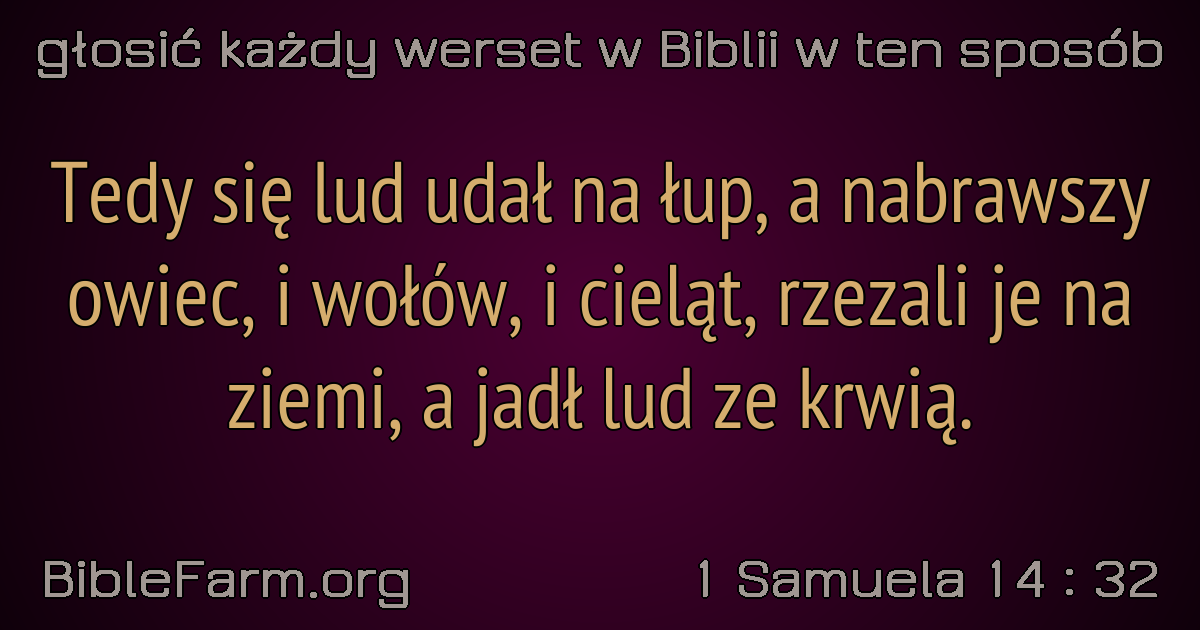 głosić każdy werset w Biblii w ten sposób
Tedy się lud udał na łup, a nabrawszy
owiec, i wołów, i cieląt, rzezali je na
ziemi, a jadł lud ze krwią.
BibleFarm.org
1 Samuela 14 : 32